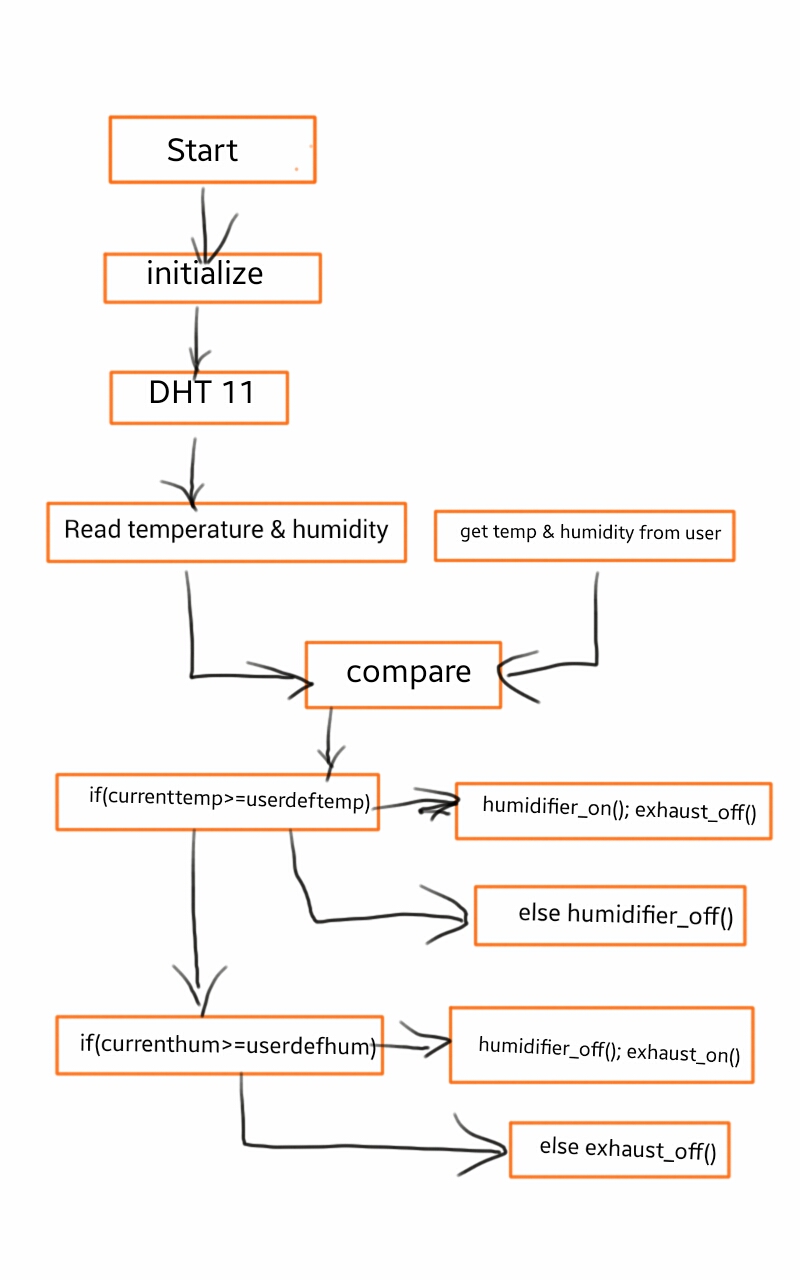 Start
initialize
DHT 11
Read temperature & humidity
get temp & humidity from user
compare
if(currenttemp>=userdeftemp)
humidifier_on(); exhaust_off()
else humidifier_off()
if(currenthum>=userdefhum)
humidifier_off(); exhaust_on()
else exhaust_off()